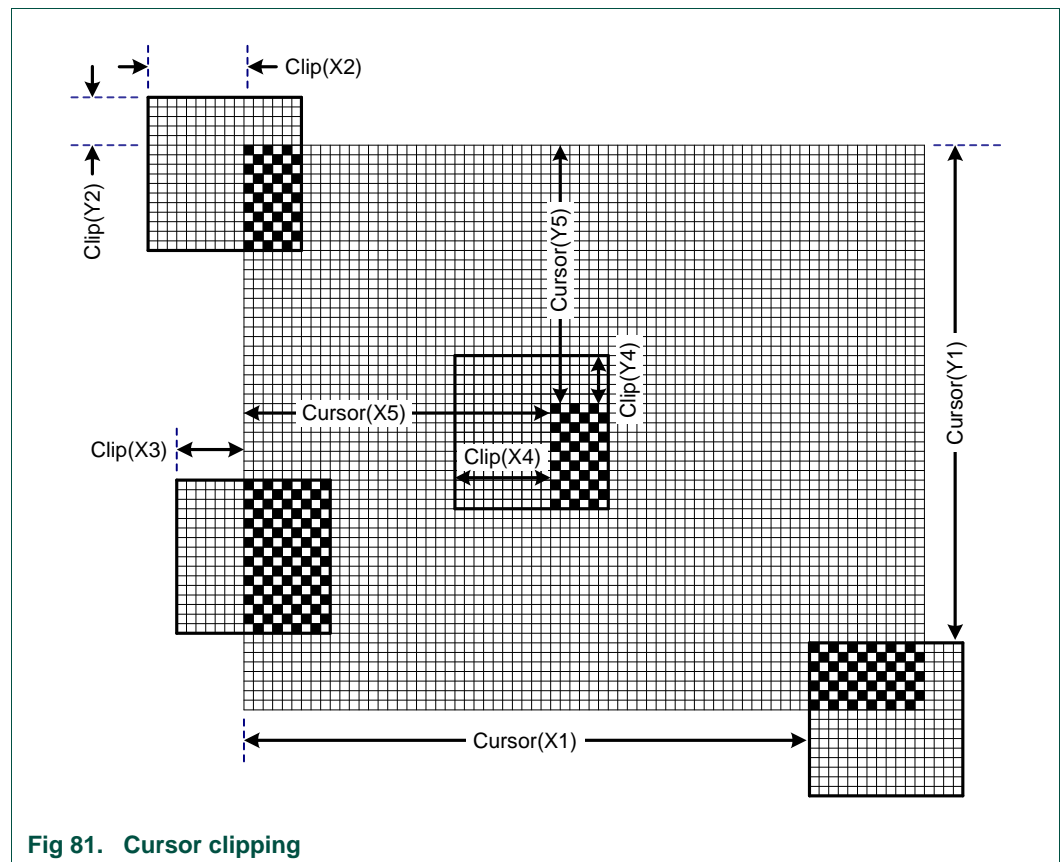 Clip(X2)
Clip(Y2)
Cursor(Y5)
Clip(Y4)
Cursor(Y1)
Cursor(X5)
Clip(X3)
Clip(X4)
Cursor(X1)
Fig 81. Cursor clipping